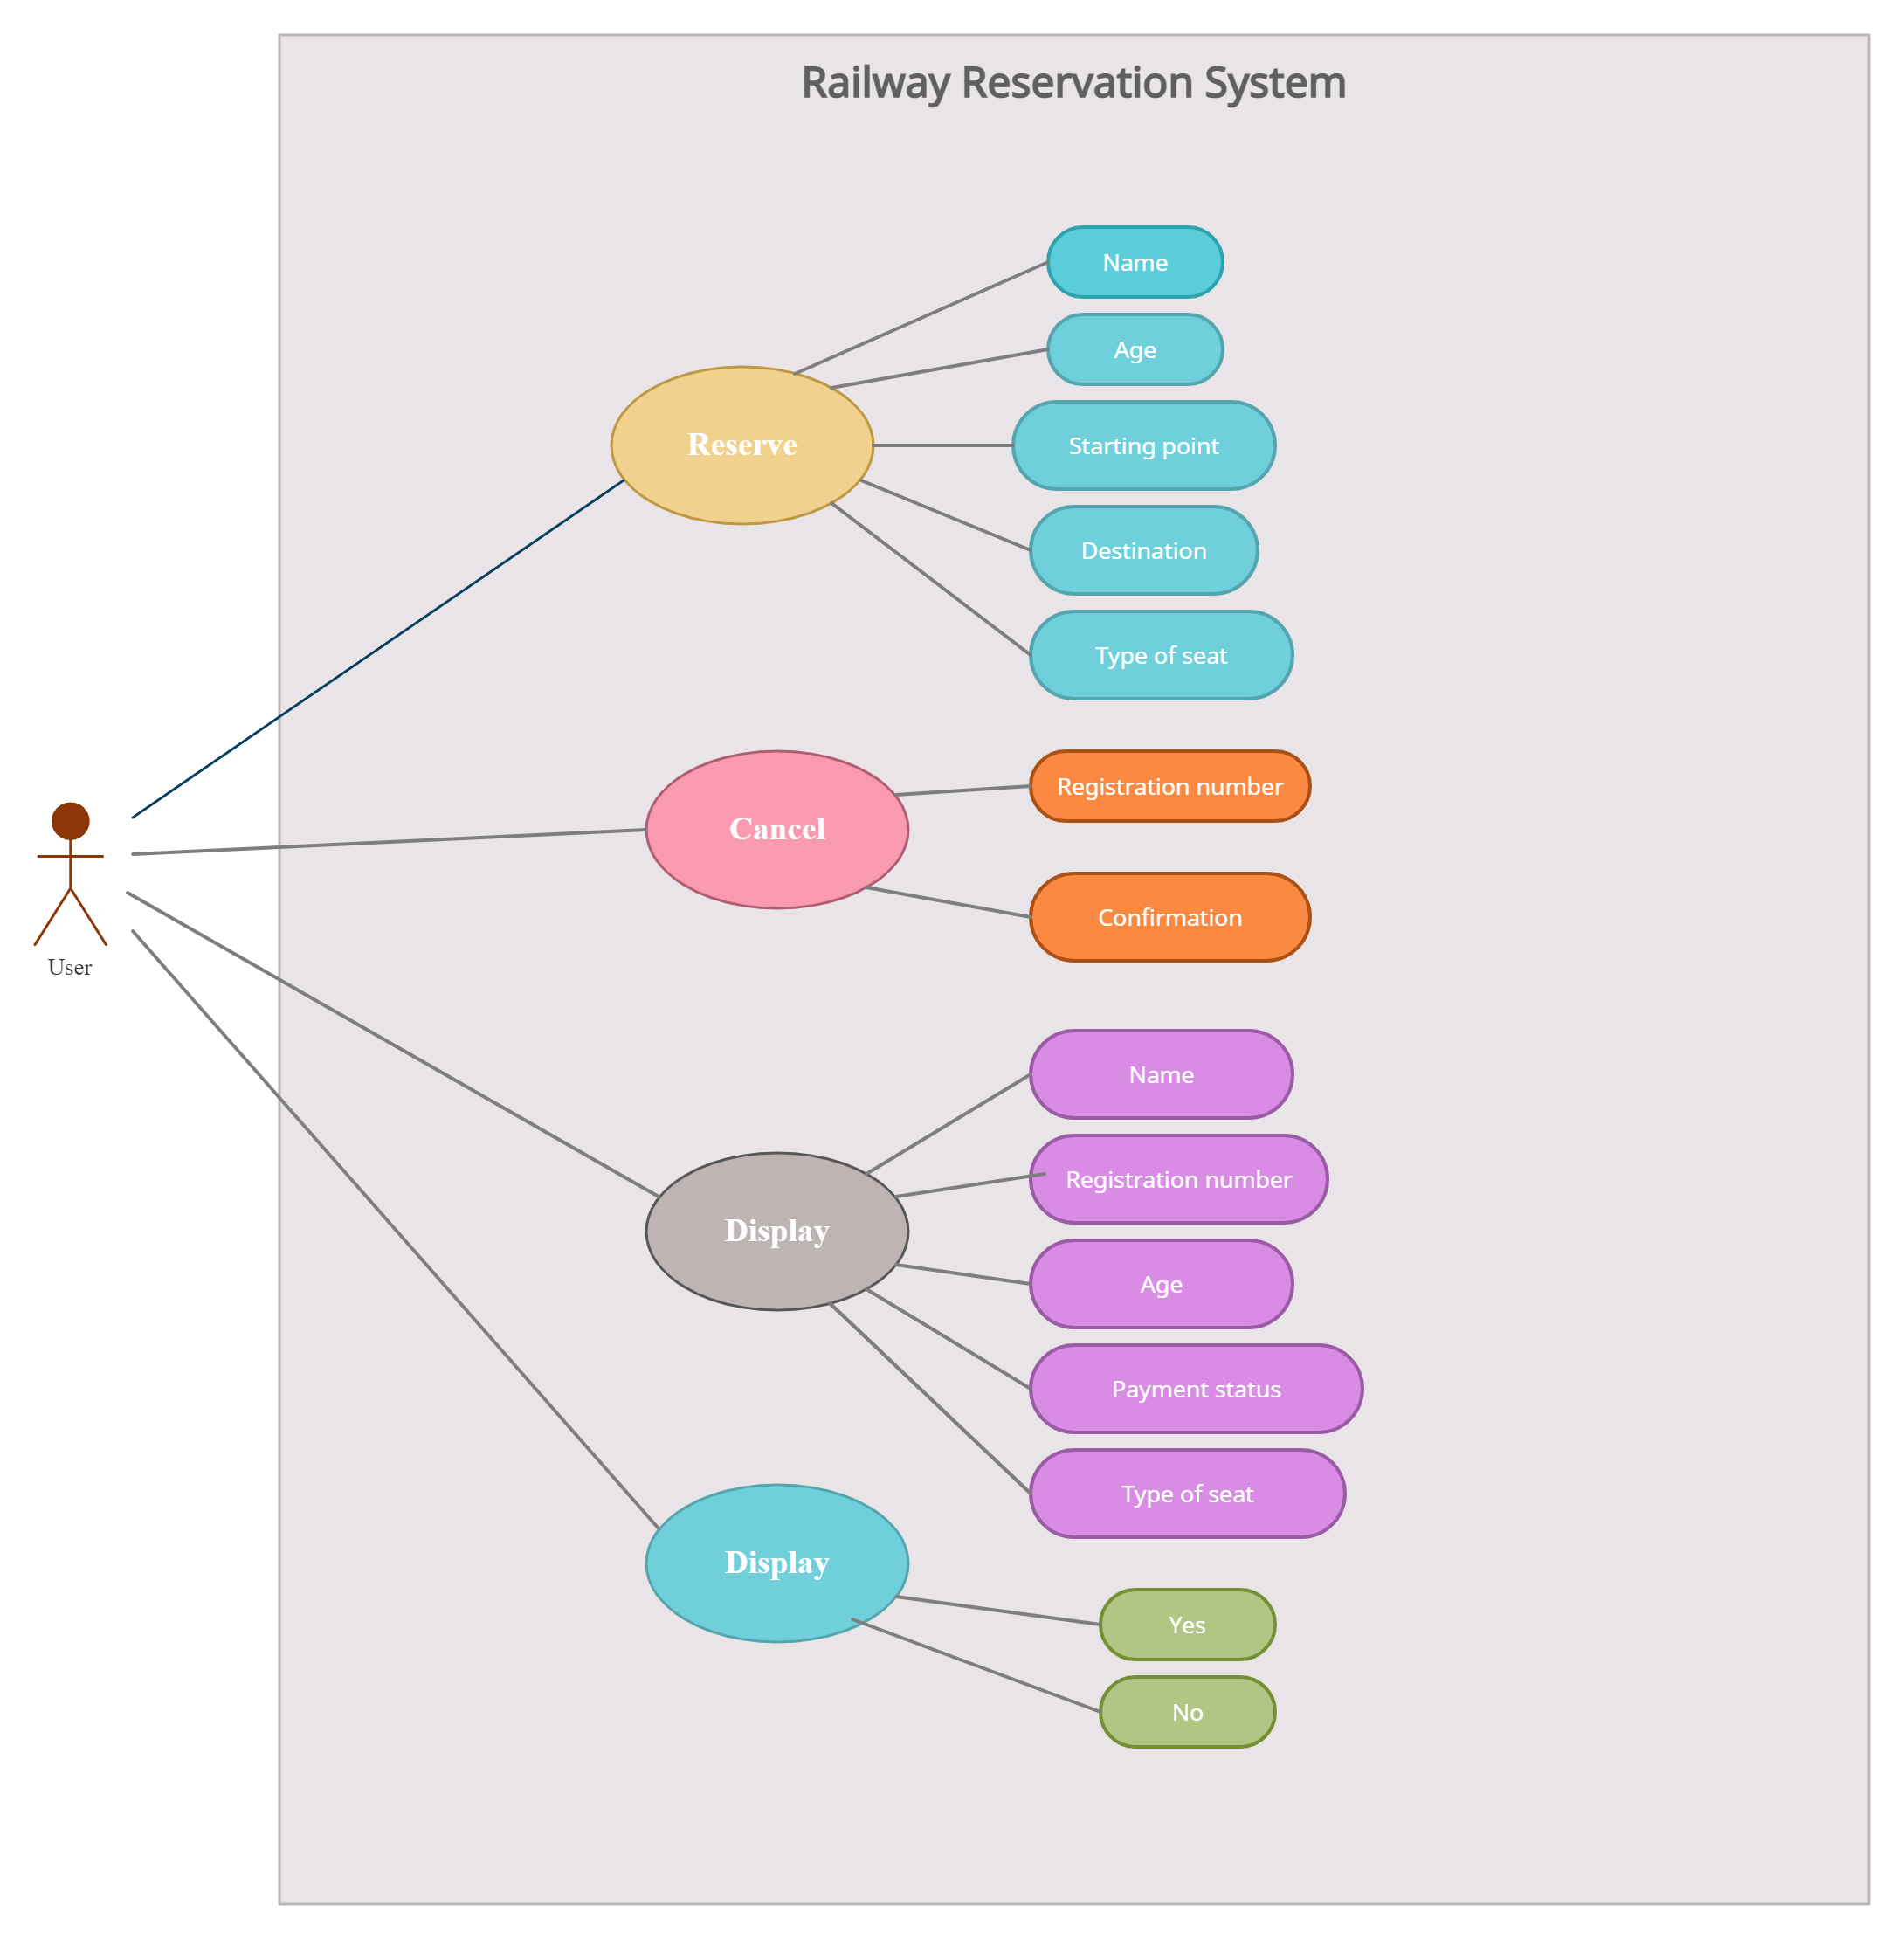 Railway Reservation System
Name
Age
Reserve
Starting point
Destination
Type of seat
Registration number
Cancel
Confirmation
User
Name
Registration number
Display
Age
Payment status
Type of seat
Display
Yes
No